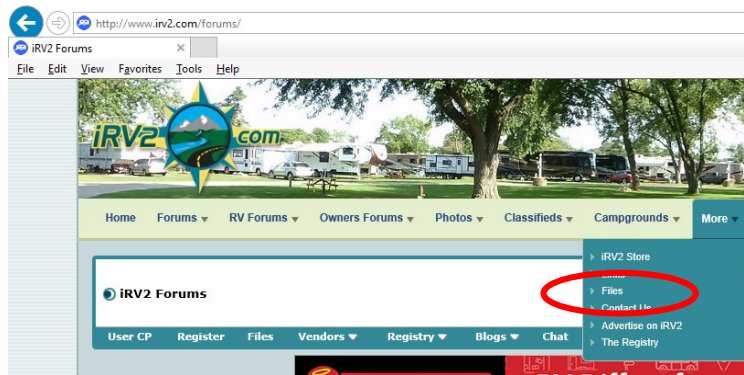 http://www.irv2.com/forums/
iRV2 Forums
File Edit View Favorites Tools Help
iRV2 com
Home Forums RV Forums Owners Forums Photos Classifieds Campgrounds More
iRV2 Store
Links
Files
Contact Us
Advertise on iRV2
The Registry
iRV2 Forums
User CP Register Files Vendors Registry Blogs Chat